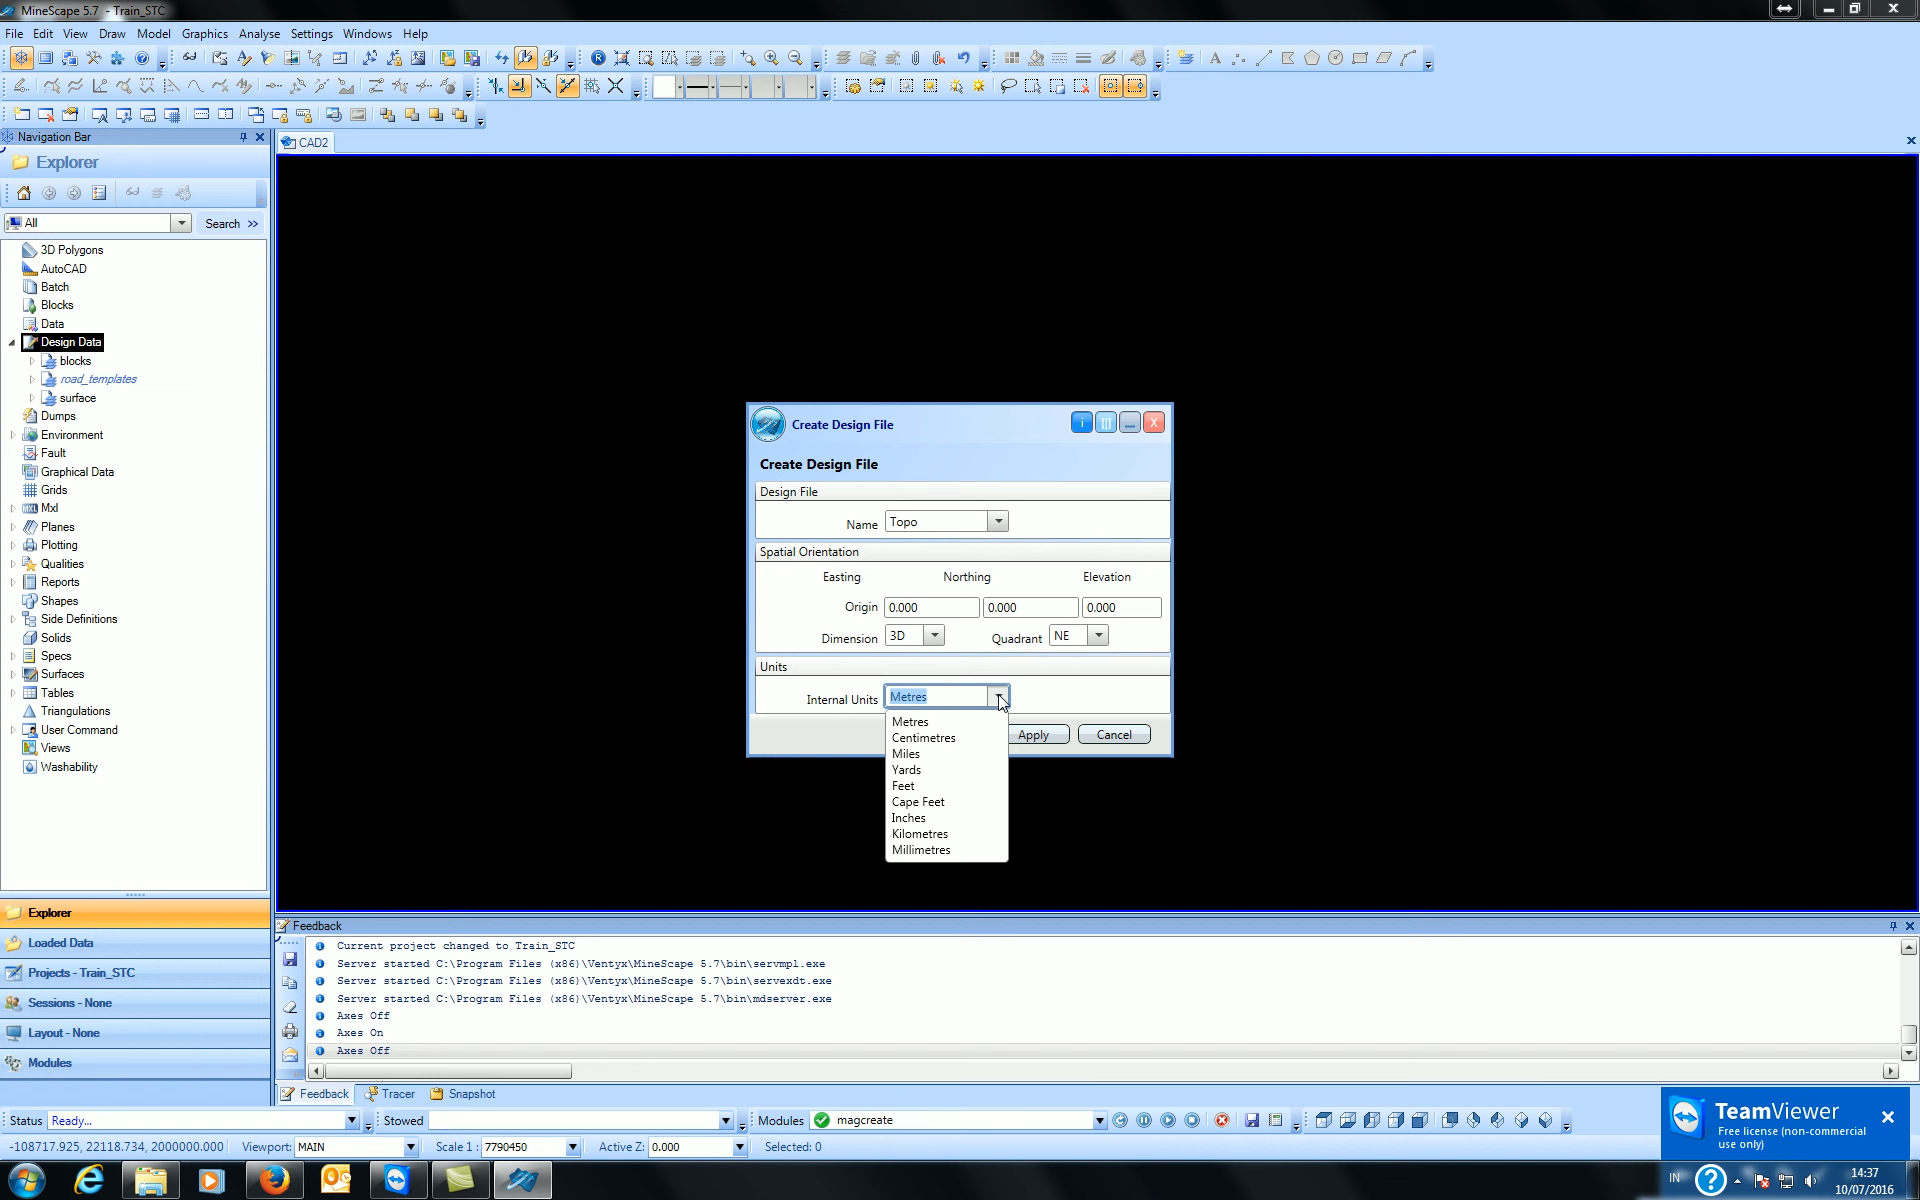 MineScape 5.7 - Train_STC
File Edit View Draw Model Graphics Analyse Settings Windows Help
Navigation Bar
CAD2
Explorer
All
Search >>
3D Polygons
AutoCAD
Batch
Blocks
Data
Design Data
blocks
road_templates
surface
Dumps
Environment
Fault
Graphical Data
Grids
Mxl
Planes
Plotting
Qualities
Reports
Shapes
Side Definitions
Solids
Specs
Surfaces
Tables
Triangulations
User Command
Views
Washability
Create Design File
Create Design File
Design File
Name Topo
Spatial Orientation
Easting Northing Elevation
Origin 0.000 0.000 0.000
Dimension 3D Quadrant NE
Units
Internal Units Metres
Metres
Centimetres
Miles
Yards
Feet
Cape Feet
Inches
Kilometres
Millimetres
Apply Cancel
Explorer
Loaded Data
Projects - Train_STC
Sessions - None
Layout - None
Modules
Feedback
Current project changed to Train_STC
Server started C:\Program Files (x86)\Ventyx\MineScape 5.7\bin\servmpl.exe
Server started C:\Program Files (x86)\Ventyx\MineScape 5.7\bin\servexdt.exe
Server started C:\Program Files (x86)\Ventyx\MineScape 5.7\bin\mdserver.exe
Axes Off
Axes On
Axes Off
Feedback Tracer Snapshot
Status Ready... Stowed Modules magcreate
-108717.925, 22118.734, 2000000.000 Viewport: MAIN Scale 1 : 7790450 Active Z: 0.000 Selected: 0
TeamViewer
Free license (non-commercial
use only)
IN
14:37
10/07/2016